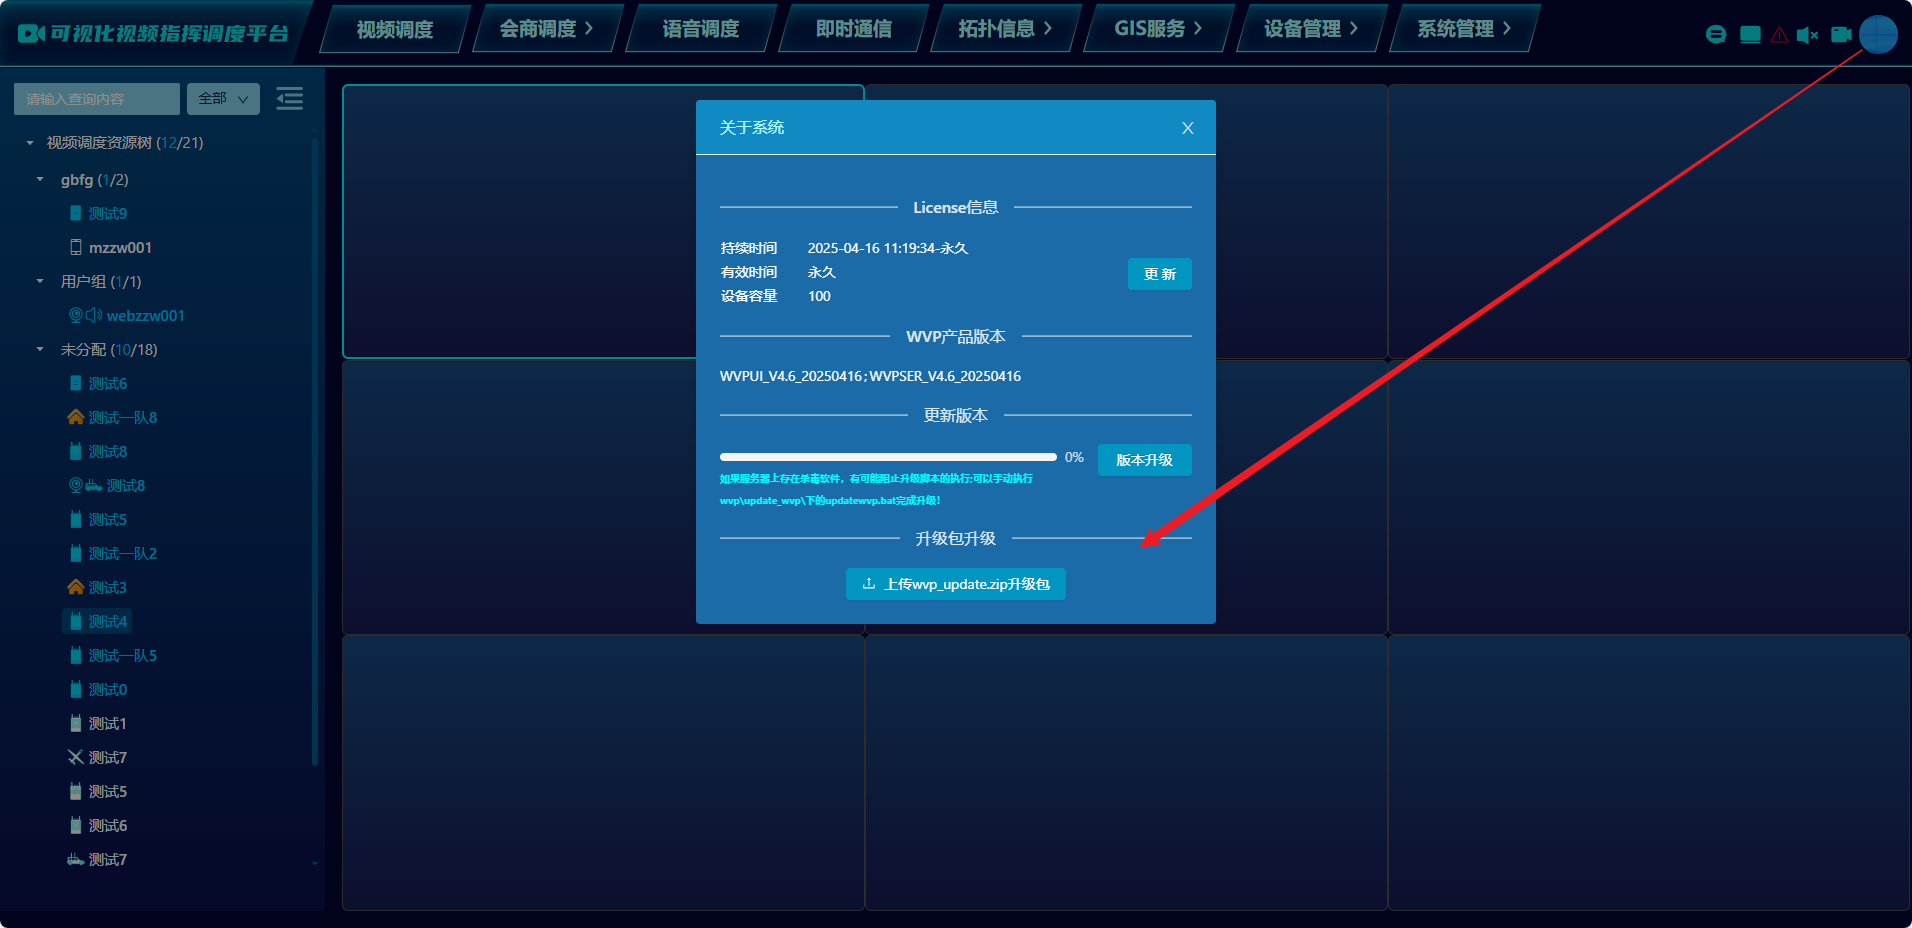 可视化视频指挥调度平台
视频调度
会商调度
语音调度
即时通信
拓扑信息
GIS服务
设备管理
系统管理
请输入查询内容
全部
视频调度资源树 (12/21)
gbfg (1/2)
测试9
mzzw001
用户组 (1/1)
webzzw001
未分配 (10/18)
测试6
测试一队8
测试8
测试8
测试5
测试一队2
测试3
测试4
测试一队5
测试0
测试1
测试7
测试5
测试6
测试7
关于系统
X
License信息
持续时间 2025-04-16 11:19:34-永久
有效时间 永久
设备容量 100
更 新
WVP产品版本
WVPUI_V4.6_20250416;WVPSER_V4.6_20250416
更新版本
0%
版本升级
如果服务器上存在杀毒软件，有可能阻止升级脚本的执行;可以手动执行
wvp\update_wvp\下的updatewvp.bat完成升级!
升级包升级
上传wvp_update.zip升级包